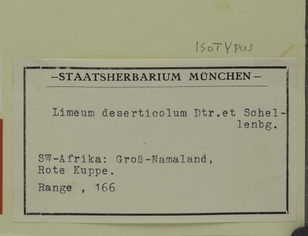 Isotypus
–STAATSHERBARIUM MÜNCHEN–
Limeum deserticolum Dtr.et Schel-
lenbg.
SW-Afrika: Groß-Namaland,
Rote Kuppe.
Range , 166